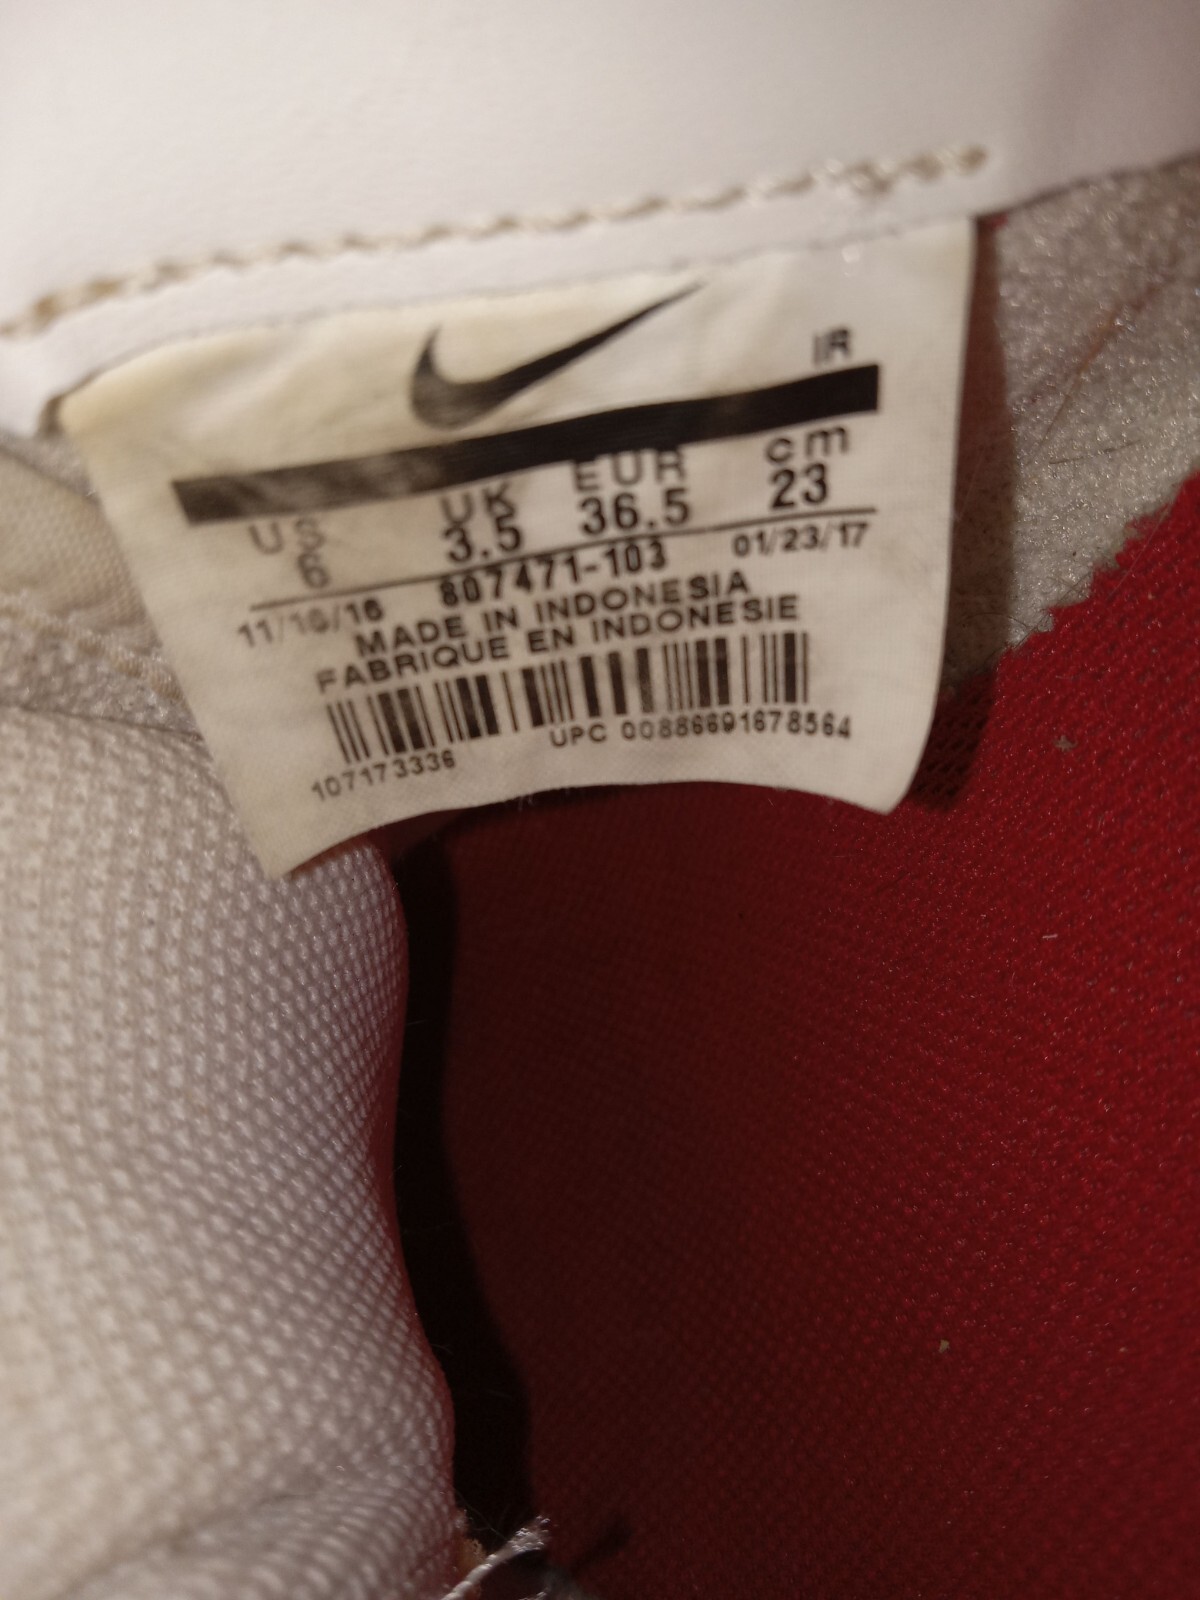 IR
US UK EUR cm
6 3.5 36.5 23
11/16/16 807471-103 01/23/17
MADE IN INDONESIA
FABRIQUE EN INDONESIE
107173336 UPC 00886691678564